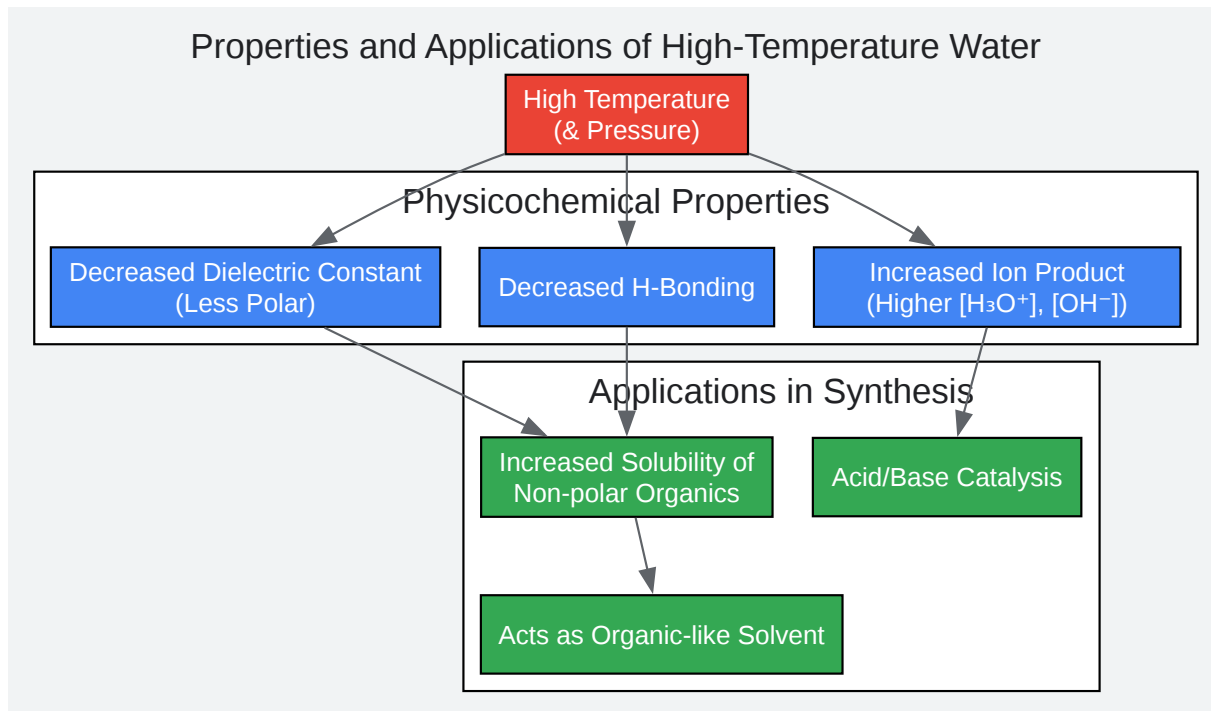 Properties and Applications of High-Temperature Water
High Temperature
(& Pressure)
Physicochemical Properties
Decreased Dielectric Constant
(Less Polar)
Decreased H-Bonding
Increased Ion Product
(Higher [H₃O⁺], [OH⁻])
Applications in Synthesis
Increased Solubility of
Non-polar Organics
Acid/Base Catalysis
Acts as Organic-like Solvent